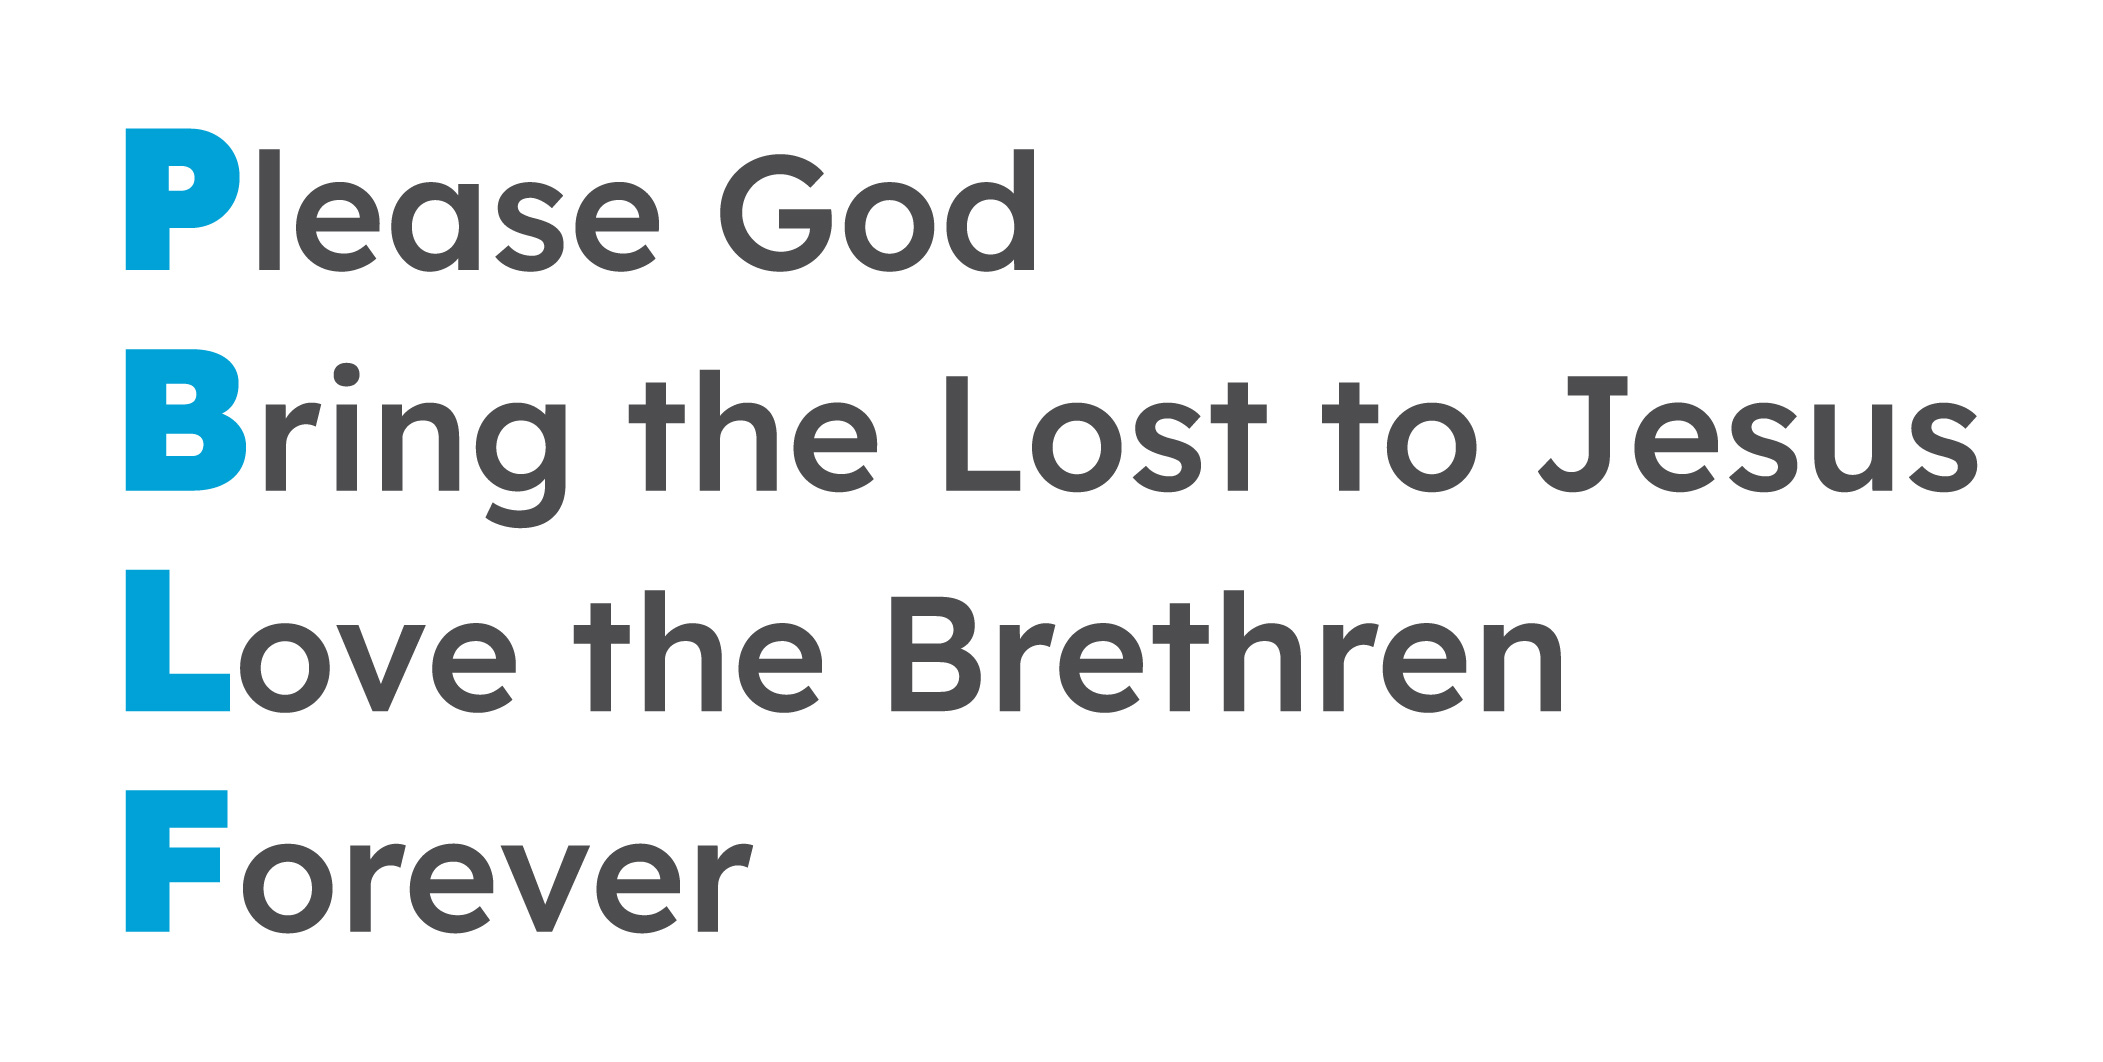 Please God
Bring the Lost to Jesus
Love the Brethren
Forever